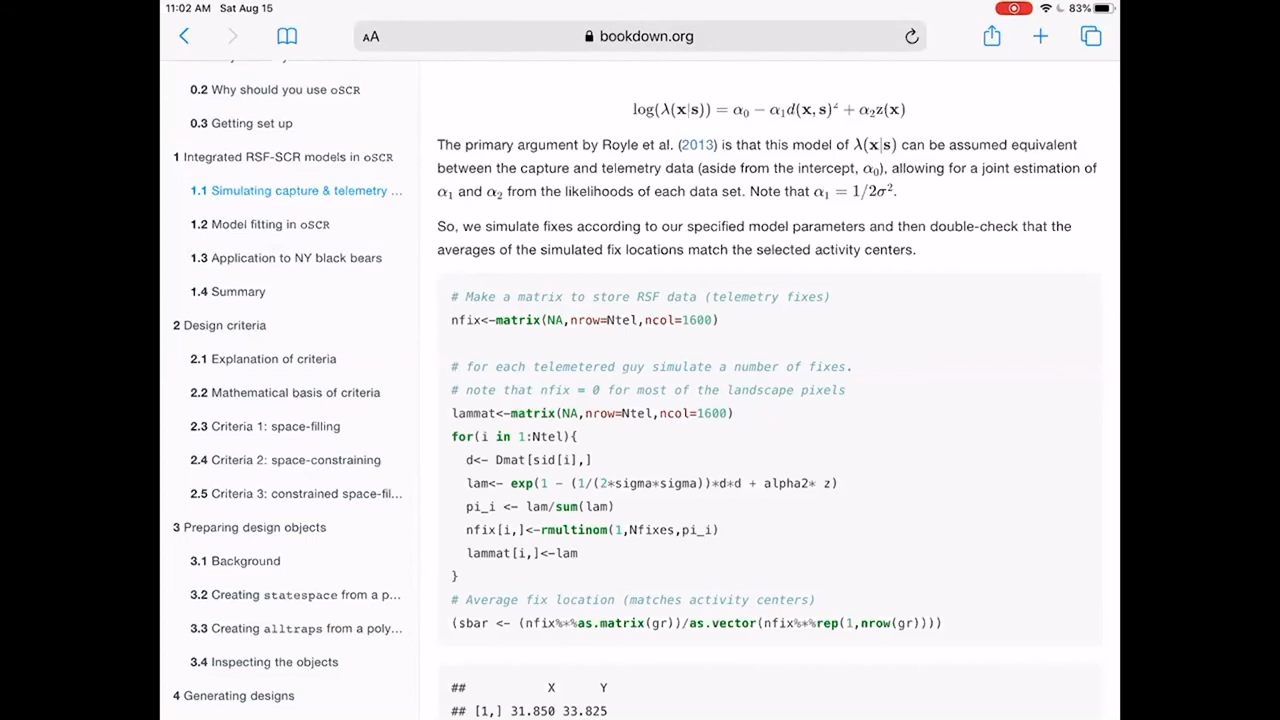 11:02 AM Sat Aug 15
83%
AA
bookdown.org
0.2 Why should you use oSCR
0.3 Getting set up
1 Integrated RSF-SCR models in oSCR
1.1 Simulating capture & telemetry ...
1.2 Model fitting in oSCR
1.3 Application to NY black bears
1.4 Summary
2 Design criteria
2.1 Explanation of criteria
2.2 Mathematical basis of criteria
2.3 Criteria 1: space-filling
2.4 Criteria 2: space-constraining
2.5 Criteria 3: constrained space-fil...
3 Preparing design objects
3.1 Background
3.2 Creating statespace from a p...
3.3 Creating alltraps from a poly...
3.4 Inspecting the objects
4 Generating designs
log(λ(x|s)) = α₀ − α₁d(x, s)² + α₂z(x)
The primary argument by Royle et al. (2013) is that this model of λ(x|s) can be assumed equivalent
between the capture and telemetry data (aside from the intercept, α₀), allowing for a joint estimation of
α₁ and α₂ from the likelihoods of each data set. Note that α₁ = 1/2σ².
So, we simulate fixes according to our specified model parameters and then double-check that the
averages of the simulated fix locations match the selected activity centers.
# Make a matrix to store RSF data (telemetry fixes)
nfix<-matrix(NA,nrow=Ntel,ncol=1600)
# for each telemetered guy simulate a number of fixes.
# note that nfix = 0 for most of the landscape pixels
lammat<-matrix(NA,nrow=Ntel,ncol=1600)
for(i in 1:Ntel){
d<- Dmat[sid[i],]
lam<- exp(1 - (1/(2*sigma*sigma))*d*d + alpha2* z)
pi_i <- lam/sum(lam)
nfix[i,]<-rmultinom(1,Nfixes,pi_i)
lammat[i,]<-lam
}
# Average fix location (matches activity centers)
(sbar <- (nfix%*%as.matrix(gr))/as.vector(nfix%*%rep(1,nrow(gr))))
## X Y
## [1,] 31.850 33.825